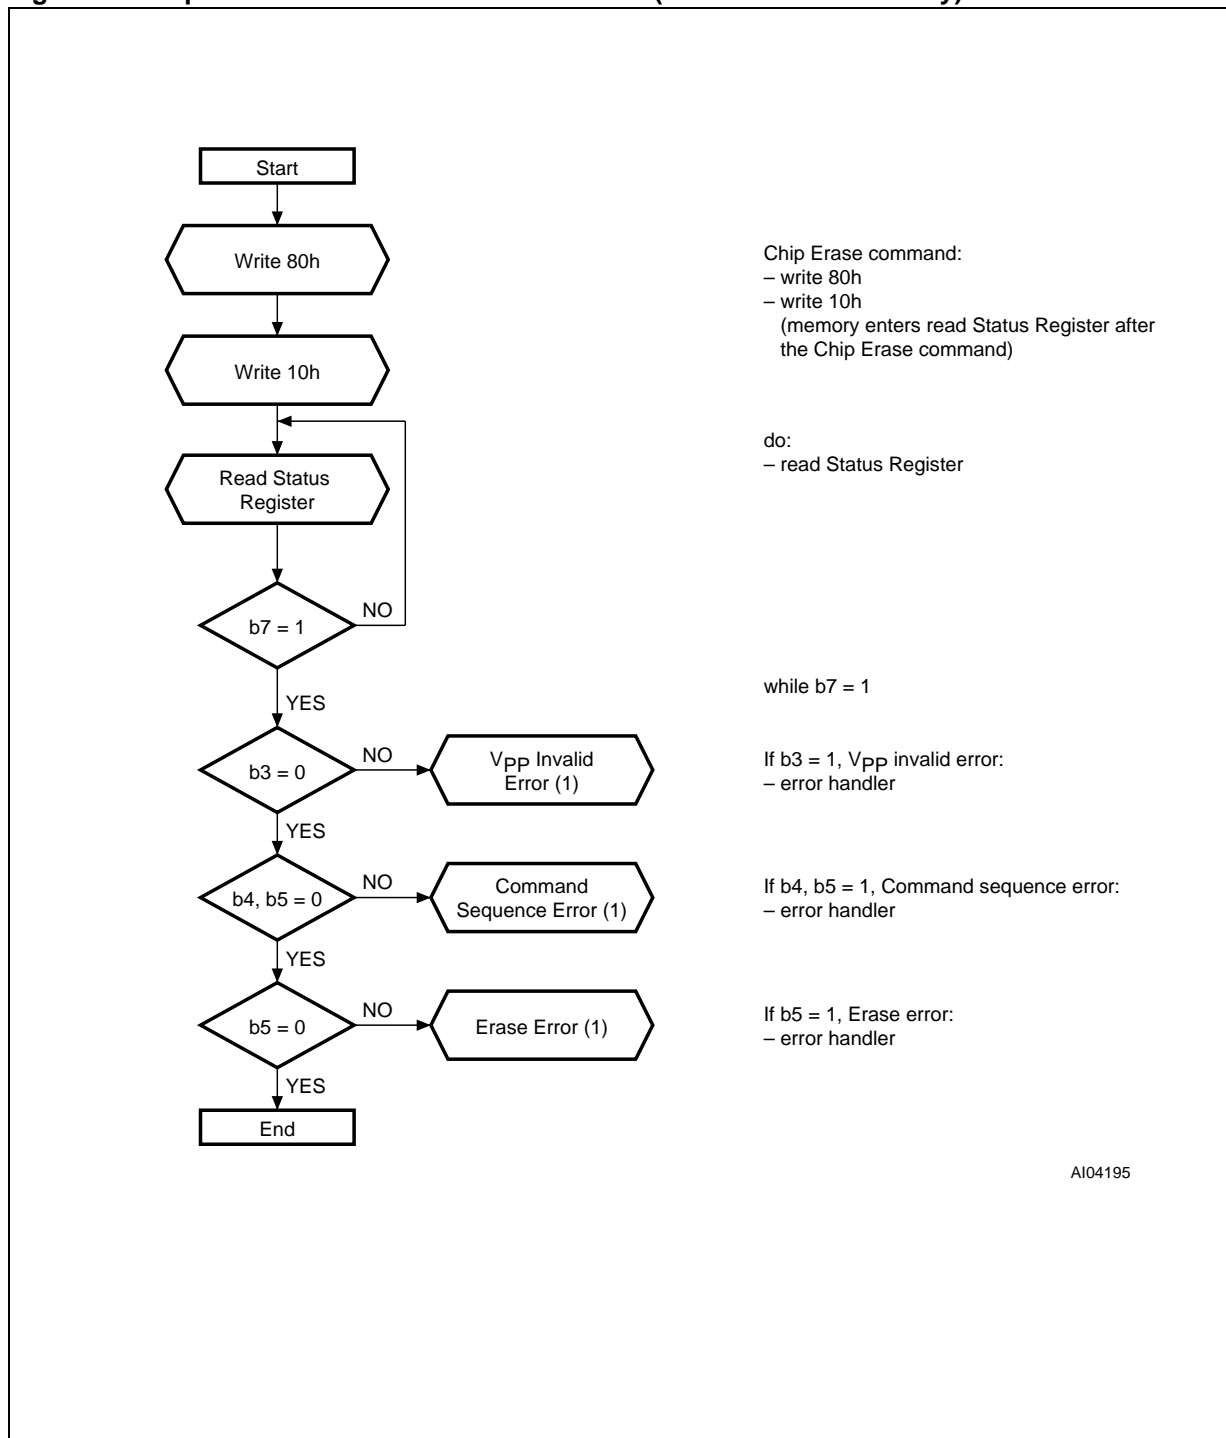 Start
Write 80h
Chip Erase command:
– write 80h
– write 10h
(memory enters read Status Register after
the Chip Erase command)
Write 10h
do:
– read Status Register
Read Status
Register
b7 = 1
NO
while b7 = 1
YES
b3 = 0
NO
VPP Invalid
Error (1)
If b3 = 1, VPP invalid error:
– error handler
YES
b4, b5 = 0
NO
Command
Sequence Error (1)
If b4, b5 = 1, Command sequence error:
– error handler
YES
b5 = 0
NO
Erase Error (1)
If b5 = 1, Erase error:
– error handler
YES
End
AI04195